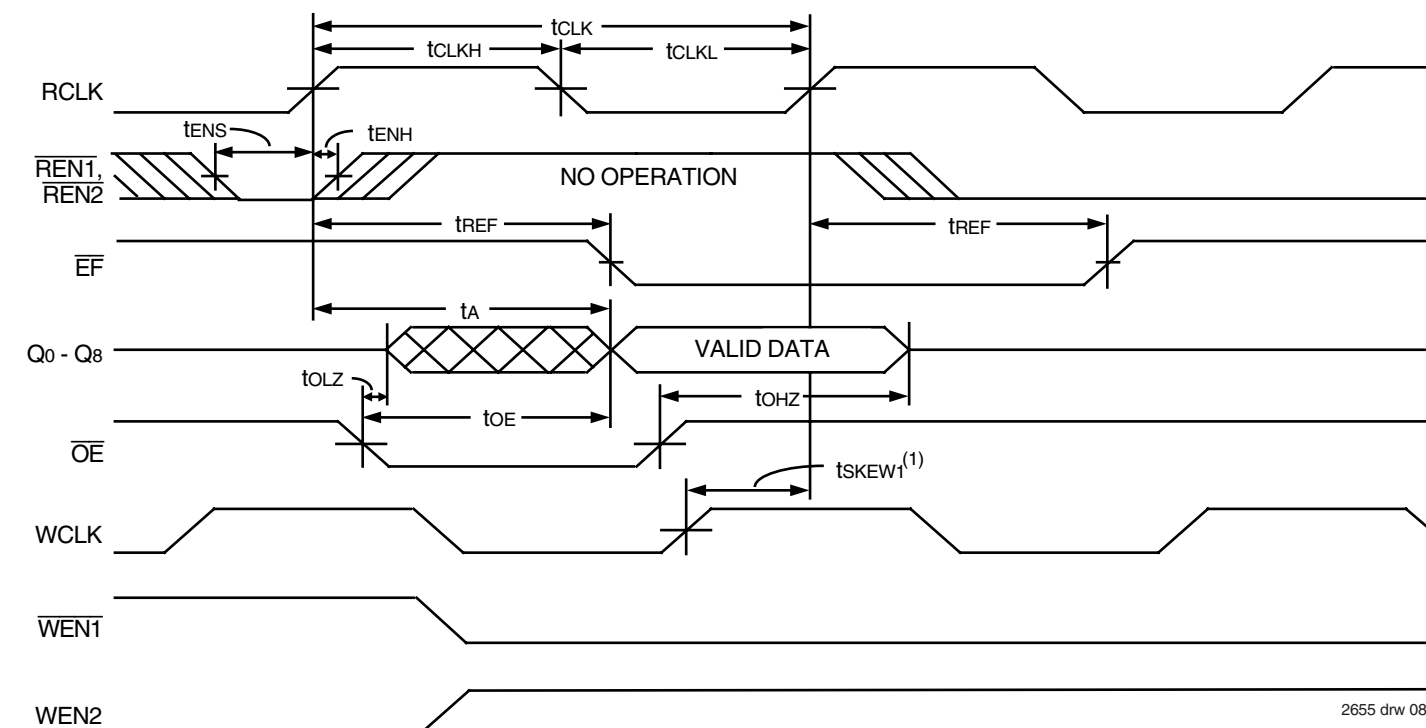 tCLK
tCLKH
tCLKL
RCLK
tENS
tENH
REN1,
REN2
NO OPERATION
tREF
tREF
EF
tA
Q0 - Q8
VALID DATA
tOLZ
tOHZ
tOE
OE
tSKEW1(1)
WCLK
WEN1
WEN2
2655 drw 08